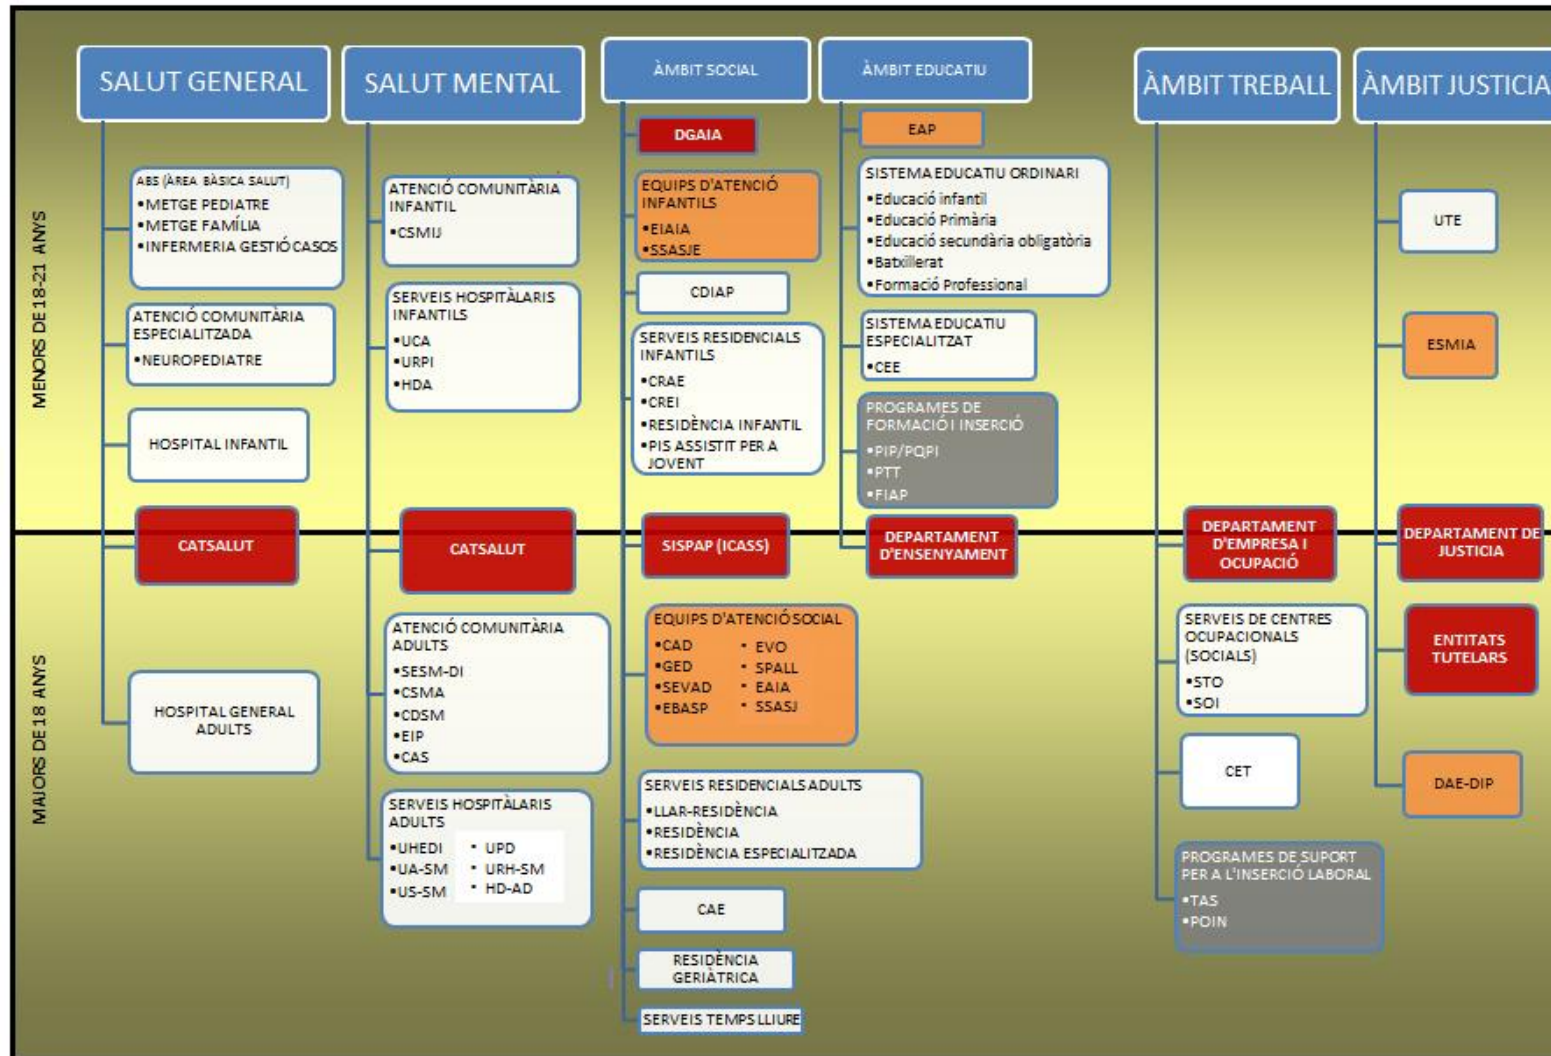 SALUT GENERAL
SALUT MENTAL
ÀMBIT SOCIAL
ÀMBIT EDUCATIU
ÀMBIT TREBALL
ÀMBIT JUSTICIA
MENORS DE 18-21 ANYS
MAJORS DE 18 ANYS
ABS (ÀREA BÀSICA SALUT)
•METGE PEDIATRE
•METGE FAMÍLIA
•INFERMERIA GESTIÓ CASOS
ATENCIÓ COMUNITÀRIA
ESPECIALITZADA
•NEUROPEDIATRE
HOSPITAL INFANTIL
CATSALUT
HOSPITAL GENERAL
ADULTS
ATENCIÓ COMUNITÀRIA
INFANTIL
•CSMIJ
SERVEIS HOSPITÀLARIS
INFANTILS
•UCA
•URPI
•HDA
CATSALUT
ATENCIÓ COMUNITÀRIA
ADULTS
•SESM-DI
•CSMA
•CDSM
•EIP
•CAS
SERVEIS HOSPITÀLARIS
ADULTS
•UHEDI
•UA-SM
•US-SM
• UPD
• URH-SM
• HD-AD
DGAIA
EQUIPS D'ATENCIÓ
INFANTILS
•EIAIA
•SSASJE
CDIAP
SERVEIS RESIDENCIALS
INFANTILS
•CRAE
•CREI
•RESIDÈNCIA INFANTIL
•PIS ASSISTIT PER A
JOVENT
SISPAP (ICASS)
EQUIPS D'ATENCIÓ SOCIAL
•CAD
•GED
•SEVAD
•EBASP
• EVO
• SPALL
• EAIA
• SSASJ
SERVEIS RESIDENCIALS ADULTS
•LLAR-RESIDÈNCIA
•RESIDÈNCIA
•RESIDÈNCIA ESPECIALITZADA
CAE
RESIDÈNCIA
GERIÀTRICA
SERVEIS TEMPS LLIURE
EAP
SISTEMA EDUCATIU ORDINARI
•Educació infantil
•Educació Primària
•Educació secundària obligatòria
•Batxillerat
•Formació Professional
SISTEMA EDUCATIU
ESPECIALITZAT
•CEE
PROGRAMES DE
FORMACIÓ I INSERCIÓ
•PIP/PQPI
•PTT
•FIAP
DEPARTAMENT
D'ENSENYAMENT
DEPARTAMENT
D'EMPRESA I
OCUPACIÓ
SERVEIS DE CENTRES
OCUPACIONALS
(SOCIALS)
•STO
•SOI
CET
PROGRAMES DE SUPORT
PER A L'INSERCIÓ LABORAL
•TAS
•POIN
UTE
ESMIA
DEPARTAMENT DE
JUSTICIA
ENTITATS
TUTELARS
DAE-DIP